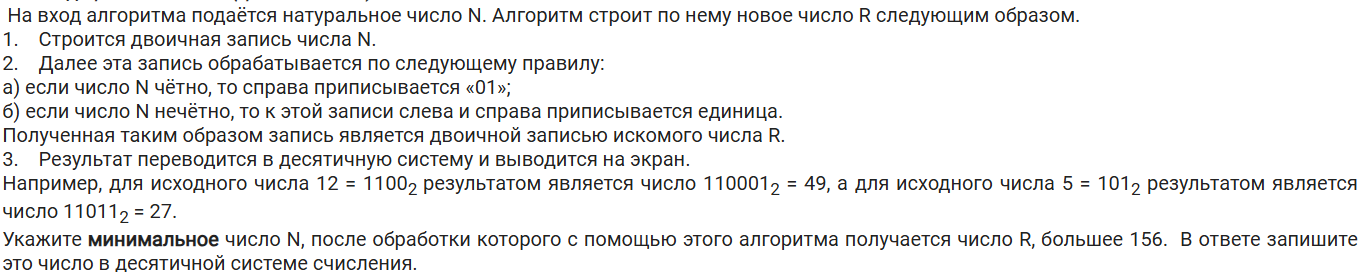 На вход алгоритма подаётся натуральное число N. Алгоритм строит по нему новое число R следующим образом.
1. Строится двоичная запись числа N.
2. Далее эта запись обрабатывается по следующему правилу:
а) если число N чётно, то справа приписывается «01»;
б) если число N нечётно, то к этой записи слева и справа приписывается единица.
Полученная таким образом запись является двоичной записью искомого числа R.
3. Результат переводится в десятичную систему и выводится на экран.
Например, для исходного числа 12 = 1100₂ результатом является число 110001₂ = 49, а для исходного числа 5 = 101₂ результатом является
число 11011₂ = 27.
Укажите минимальное число N, после обработки которого с помощью этого алгоритма получается число R, большее 156. В ответе запишите
это число в десятичной системе счисления.